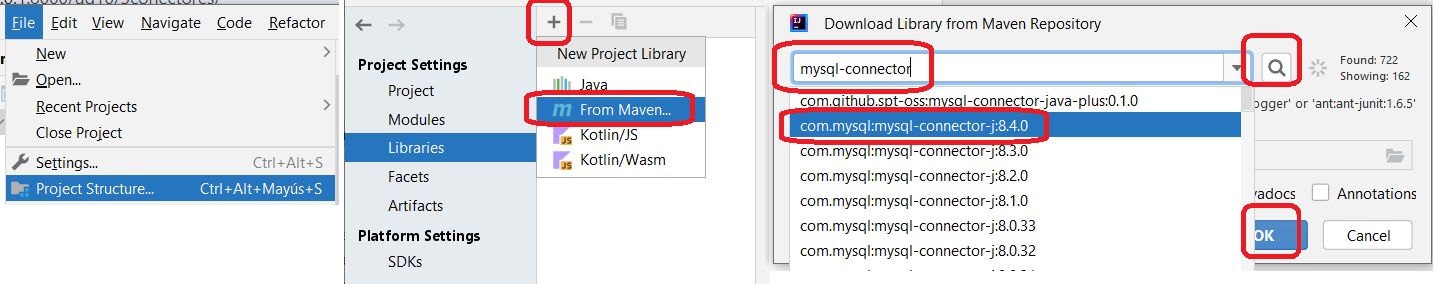 File Edit View Navigate Code Refactor
New
Open...
Recent Projects
Close Project
Settings... Ctrl+Alt+S
Project Structure... Ctrl+Alt+Mayús+S
Project Settings
Project
Modules
Libraries
Facets
Artifacts
Platform Settings
SDKs
New Project Library
Java
From Maven...
Kotlin/JS
Kotlin/Wasm
Download Library from Maven Repository
mysql-connector
Found: 722
Showing: 162
com.github.spt-oss:mysql-connector-java-plus:0.1.0
ogger' or 'ant:ant-junit:1.6.5'
com.mysql:mysql-connector-j:8.4.0
com.mysql:mysql-connector-j:8.3.0
com.mysql:mysql-connector-j:8.2.0
com.mysql:mysql-connector-j:8.1.0
vadocs Annotations
com.mysql:mysql-connector-j:8.0.33
com.mysql:mysql-connector-j:8.0.32
OK Cancel